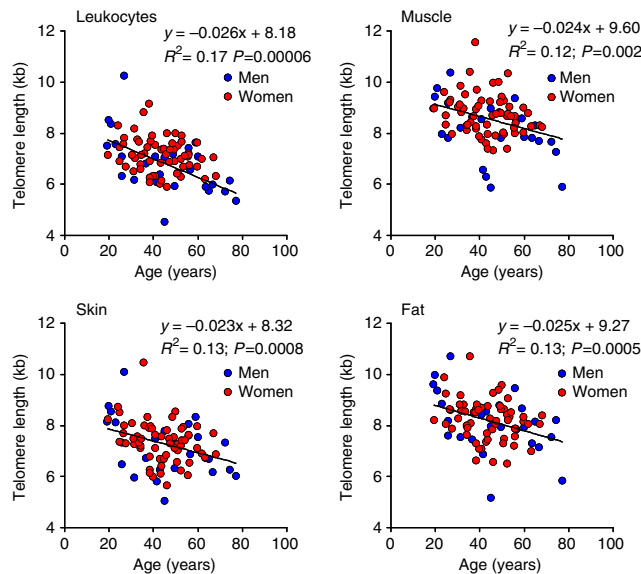 Leukocytes
y = –0.026x + 8.18
R2= 0.17 P=0.00006
Men
Women
Telomere length (kb)
12
10
8
6
4
0 20 40 60 80 100
Age (years)
Muscle
y = –0.024x + 9.60
R2= 0.12; P=0.002
Men
Women
Telomere length (kb)
12
10
8
6
4
0 20 40 60 80 100
Age (years)
Skin
y = –0.023x + 8.32
R2= 0.13; P=0.0008
Men
Women
Telomere length (kb)
12
10
8
6
4
0 20 40 60 80 100
Age (years)
Fat
y = –0.025x + 9.27
R2= 0.13; P=0.0005
Men
Women
Telomere length (kb)
12
10
8
6
4
0 20 40 60 80 100
Age (years)